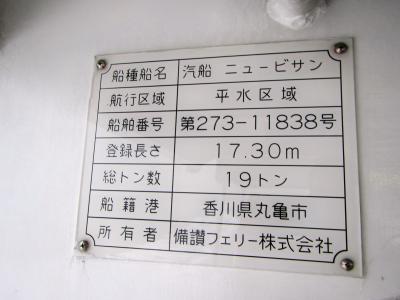 船種船名 汽船 ニュービサン
航行区域 平水区域
船舶番号 第273-11838号
登録長さ 17.30m
総トン数 19トン
船籍港 香川県丸亀市
所有者 備讃フェリー株式会社